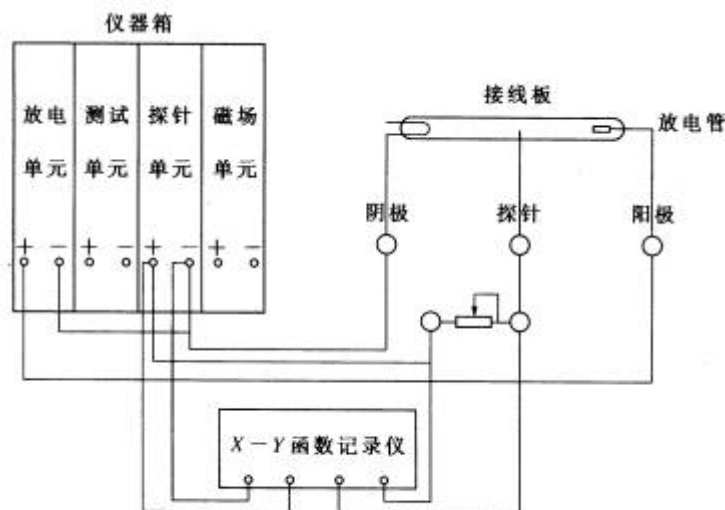 仪器箱
放电单元
测试单元
探针单元
磁场单元
+ − + − + − + −
接线板
放电管
阴极
探针
阳极
X－Y函数记录仪